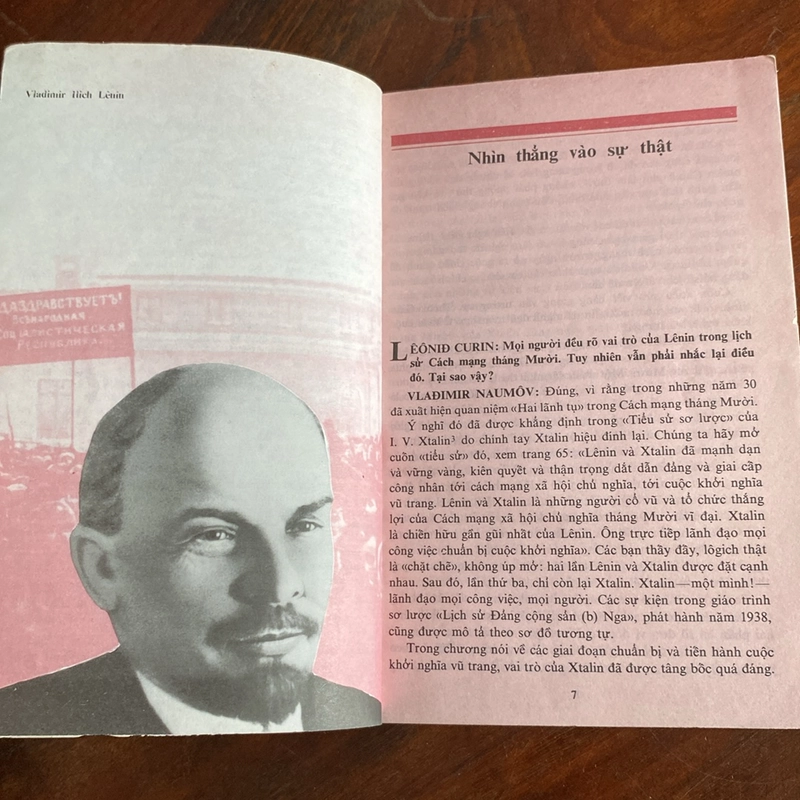 Vladimir Ilich Lênin
ДАЗДРАВСТВУЕТЪ!
ВСЕНАРОДНАЯ
СОЦІАЛИСТИЧЕСКАЯ
РЕСПУБЛИКА
Nhìn thẳng vào sự thật
LÊÔNIĐ CURIN: Mọi người đều rõ vai trò của Lênin trong lịch
sử Cách mạng tháng Mười. Tuy nhiên vẫn phải nhắc lại điều
đó. Tại sao vậy?
VLAĐIMIR NAUMÔV: Đúng, vì rằng trong những năm 30
đã xuất hiện quan niệm «Hai lãnh tụ» trong Cách mạng tháng Mười.
Ý nghĩ đó đã được khẳng định trong «Tiểu sử sơ lược» của
I. V. Xtalin³ do chính tay Xtalin hiệu đính lại. Chúng ta hãy mở
cuốn «tiểu sử» đó, xem trang 65: «Lênin và Xtalin đã mạnh dạn
và vững vàng, kiên quyết và thận trọng dắt dẫn đảng và giai cấp
công nhân tới cách mạng xã hội chủ nghĩa, tới cuộc khởi nghĩa
vũ trang. Lênin và Xtalin là những người cổ vũ và tổ chức thắng
lợi của Cách mạng xã hội chủ nghĩa tháng Mười vĩ đại. Xtalin
là chiến hữu gần gũi nhất của Lênin. Ông trực tiếp lãnh đạo mọi
công việc chuẩn bị cuộc khởi nghĩa». Các bạn thấy đấy, lôgich thật
là «chặt chẽ», không úp mở: hai lần Lênin và Xtalin được đặt cạnh
nhau. Sau đó, lần thứ ba, chỉ còn lại Xtalin. Xtalin—một mình!—
lãnh đạo mọi công việc, mọi người. Các sự kiện trong giáo trình
sơ lược «Lịch sử Đảng cộng sản (b) Nga», phát hành năm 1938,
cũng được mô tả theo sơ đồ tương tự.
Trong chương nói về các giai đoạn chuẩn bị và tiến hành cuộc
khởi nghĩa vũ trang, vai trò của Xtalin đã được tâng bốc quá đáng.
7